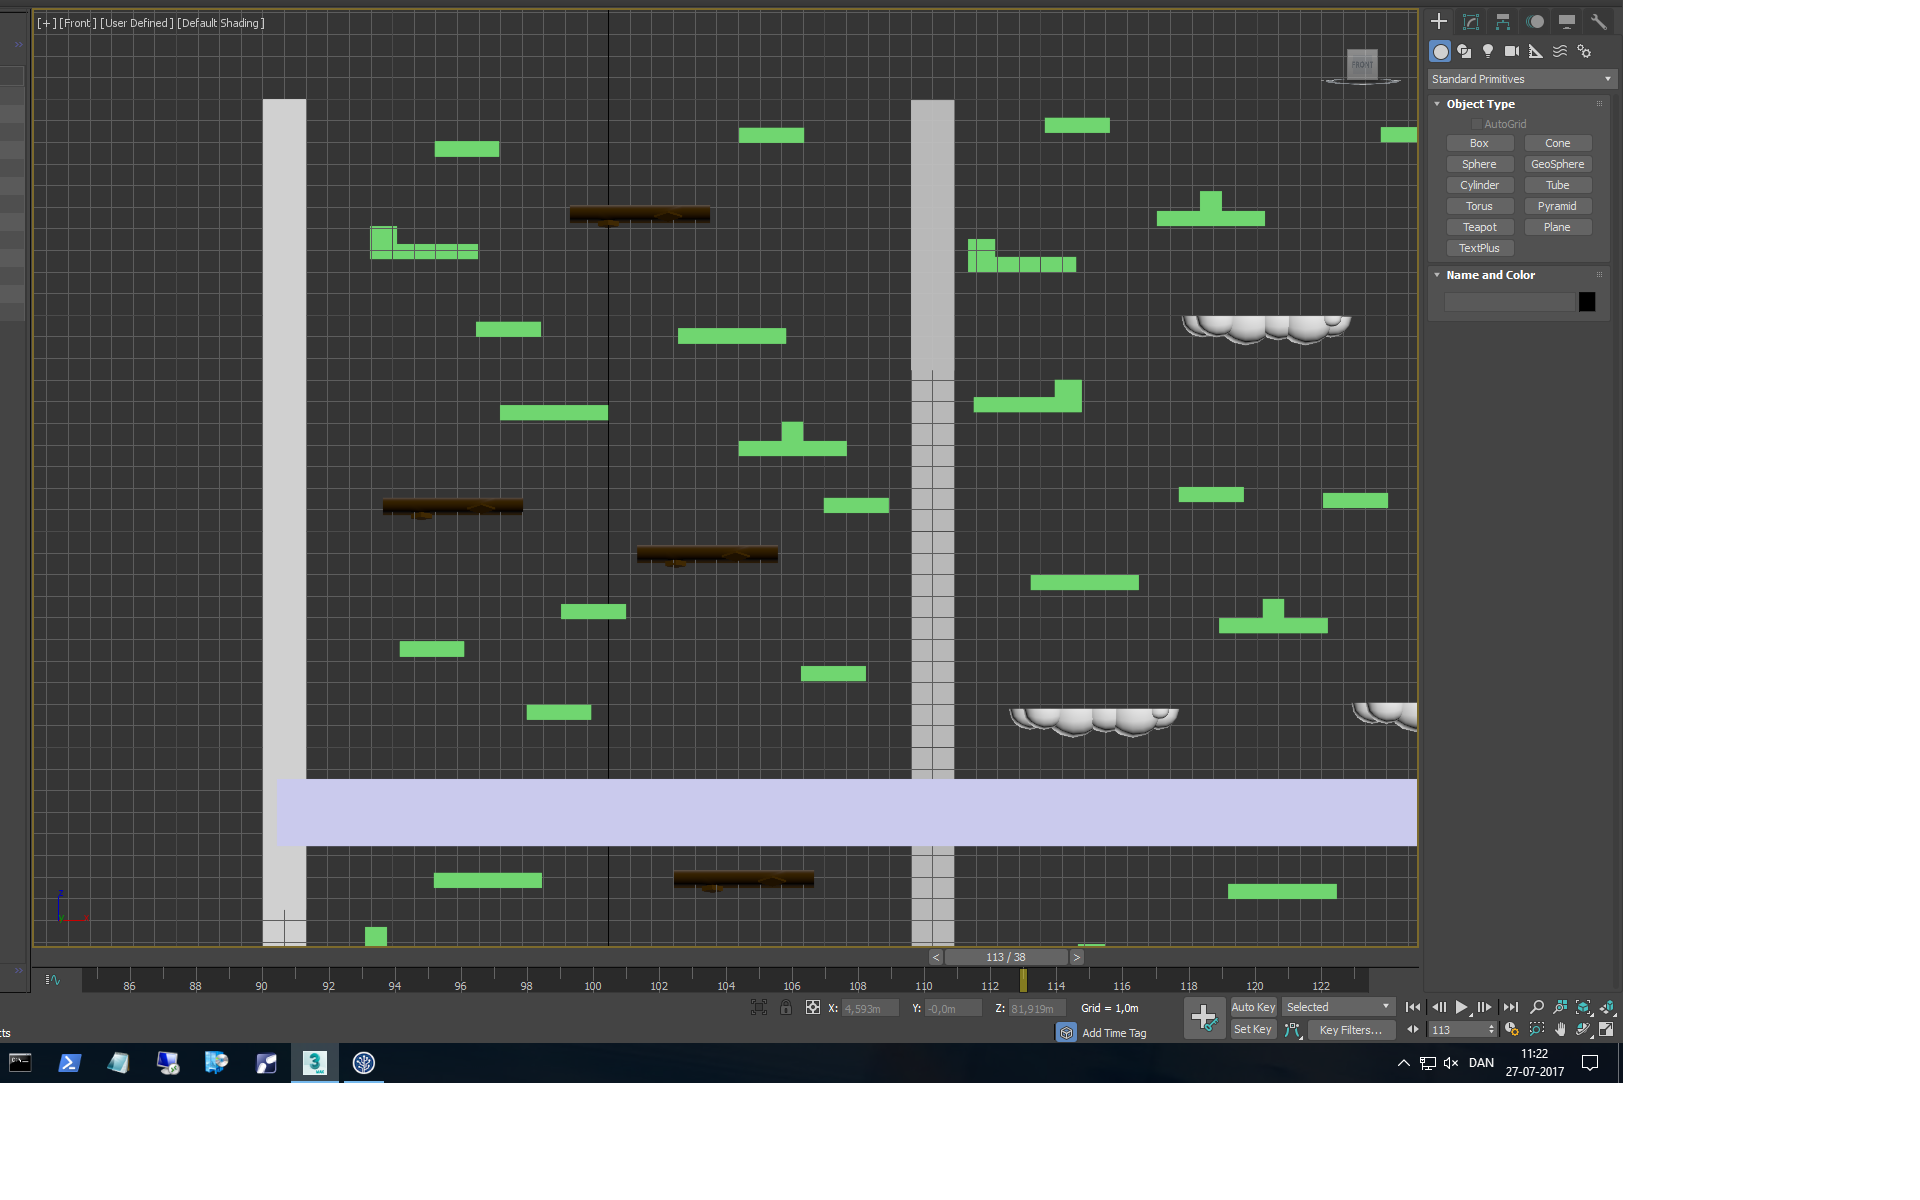 [+] [Front] [User Defined] [Default Shading]
FRONT
Standard Primitives
Object Type
AutoGrid
Box
Cone
Sphere
GeoSphere
Cylinder
Tube
Torus
Pyramid
Teapot
Plane
TextPlus
Name and Color
z
y
113 / 38
86 88 90 92 94 96 98 100 102 104 106 108 110 112 114 116 118 120 122
X: 4,593m Y: -0,0m Z: 81,919m Grid = 1,0m
Auto Key
Selected
cts
Add Time Tag
Set Key
Key Filters...
113
3
DAN
11:22
27-07-2017